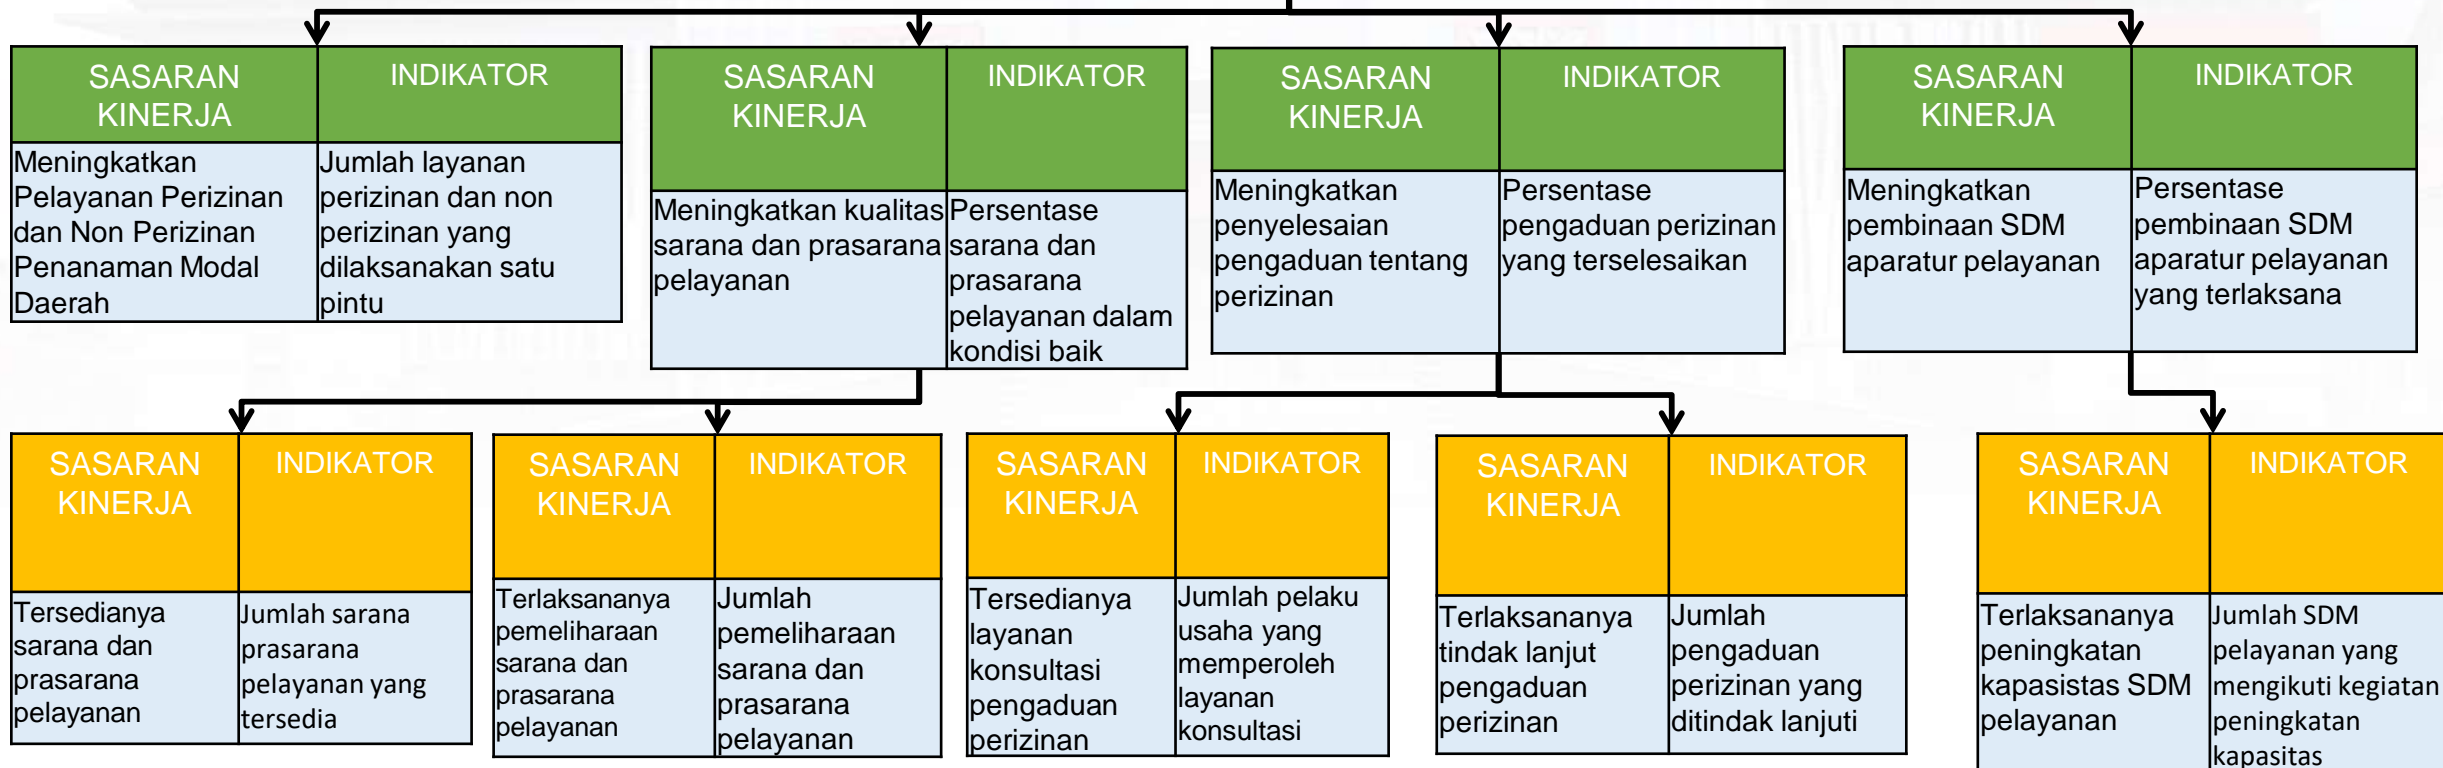 SASARAN
KINERJA
INDIKATOR
Meningkatkan
Pelayanan Perizinan
dan Non Perizinan
Penanaman Modal
Daerah
Jumlah layanan
perizinan dan non
perizinan yang
dilaksanakan satu
pintu
SASARAN
KINERJA
INDIKATOR
Meningkatkan kualitas
sarana dan prasarana
pelayanan
Persentase
sarana dan
prasarana
pelayanan dalam
kondisi baik
SASARAN
KINERJA
INDIKATOR
Meningkatkan
penyelesaian
pengaduan tentang
perizinan
Persentase
pengaduan perizinan
yang terselesaikan
SASARAN
KINERJA
INDIKATOR
Meningkatkan
pembinaan SDM
aparatur pelayanan
Persentase
pembinaan SDM
aparatur pelayanan
yang terlaksana
SASARAN
KINERJA
INDIKATOR
Tersedianya
sarana dan
prasarana
pelayanan
Jumlah sarana
prasarana
pelayanan yang
tersedia
SASARAN
KINERJA
INDIKATOR
Terlaksananya
pemeliharaan
sarana dan
prasarana
pelayanan
Jumlah
pemeliharaan
sarana dan
prasarana
pelayanan
SASARAN
KINERJA
INDIKATOR
Tersedianya
layanan
konsultasi
pengaduan
perizinan
Jumlah pelaku
usaha yang
memperoleh
layanan
konsultasi
SASARAN
KINERJA
INDIKATOR
Terlaksananya
tindak lanjut
pengaduan
perizinan
Jumlah
pengaduan
perizinan yang
ditindak lanjuti
SASARAN
KINERJA
INDIKATOR
Terlaksananya
peningkatan
kapasistas SDM
pelayanan
Jumlah SDM
pelayanan yang
mengikuti kegiatan
peningkatan
kapasitas